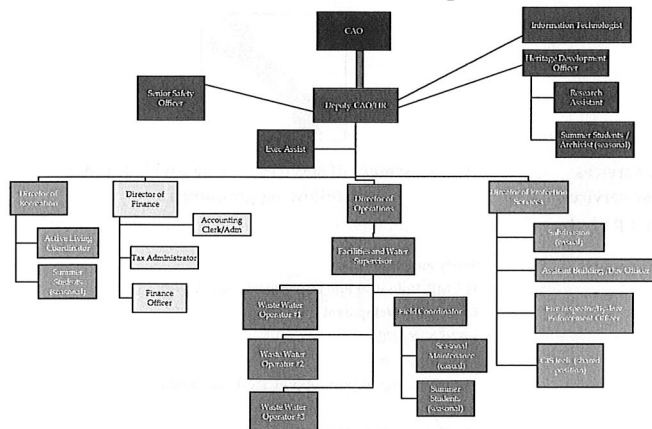 CAO
Information Technologist
Heritage Development
Officer
Senior Safety
Officer
Deputy CAO/HR
Research
Assistant
Summer Students /
Archivist (seasonal)
Exec Assist
Director of
Recreation
Director of
Finance
Director of
Operations
Director of Protection
Services
Accounting
Clerk/Adm
Active Living
Coordinator
Tax Administrator
Facilities and Water
Supervisor
(casual)
Assistant Building /Dev Officer
Summer
Students
(seasonal)
Finance
Officer
Waste Water
Operator #1
Field Coordinator
Enforcement Officer
Waste Water
Operator #2
Seasonal
Maintenance
(casual)
GIS tech (shared
position)
Waste Water
Operator #3
Summer
Students
(seasonal)